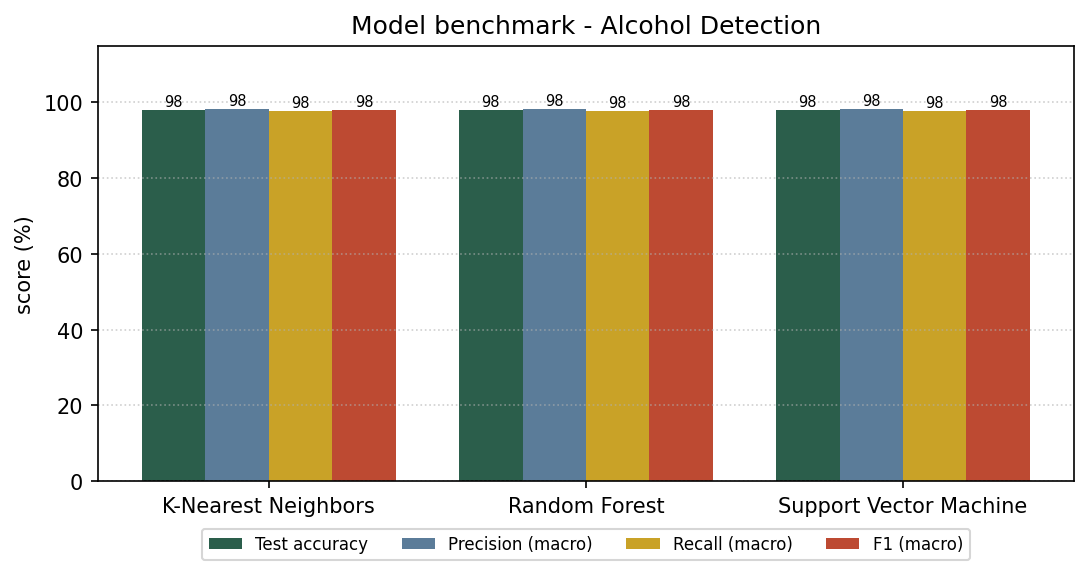 Model benchmark - Alcohol Detection
score (%)
100
80
60
40
20
0
98 98 98 98 98 98 98 98 98 98 98 98
K-Nearest Neighbors Random Forest Support Vector Machine
Test accuracy Precision (macro) Recall (macro) F1 (macro)